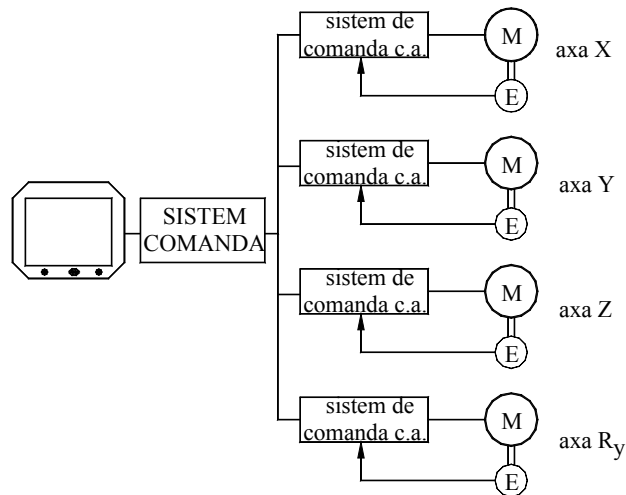 sistem de
comanda c.a.
M
axa X
E
sistem de
comanda c.a.
M
axa Y
E
SISTEM
COMANDA
sistem de
comanda c.a.
M
axa Z
E
sistem de
comanda c.a.
M
axa Ry
E